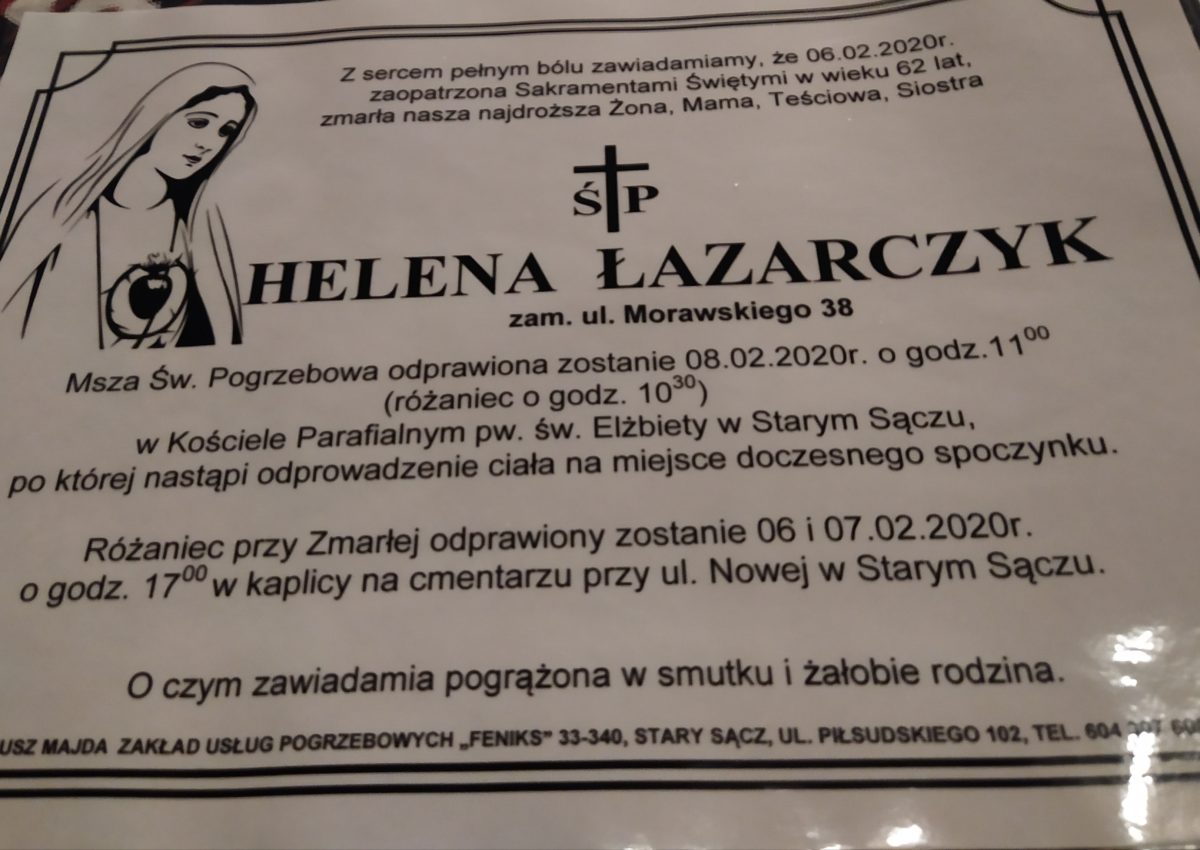 Z sercem pełnym bólu zawiadamiamy, że 06.02.2020r.
zaopatrzona Sakramentami Świętymi w wieku 62 lat,
zmarła nasza najdroższa Żona, Mama, Teściowa, Siostra
Ś P
HELENA ŁAZARCZYK
zam. ul. Morawskiego 38
Msza Św. Pogrzebowa odprawiona zostanie 08.02.2020r. o godz.11⁰⁰
(różaniec o godz. 10³⁰)
w Kościele Parafialnym pw. św. Elżbiety w Starym Sączu,
po której nastąpi odprowadzenie ciała na miejsce doczesnego spoczynku.
Różaniec przy Zmarłej odprawiony zostanie 06 i 07.02.2020r.
o godz. 17⁰⁰ w kaplicy na cmentarzu przy ul. Nowej w Starym Sączu.
O czym zawiadamia pogrążona w smutku i żałobie rodzina.
USZ MAJDA ZAKŁAD USŁUG POGRZEBOWYCH „FENIKS” 33-340, STARY SĄCZ, UL. PIŁSUDSKIEGO 102, TEL. 604